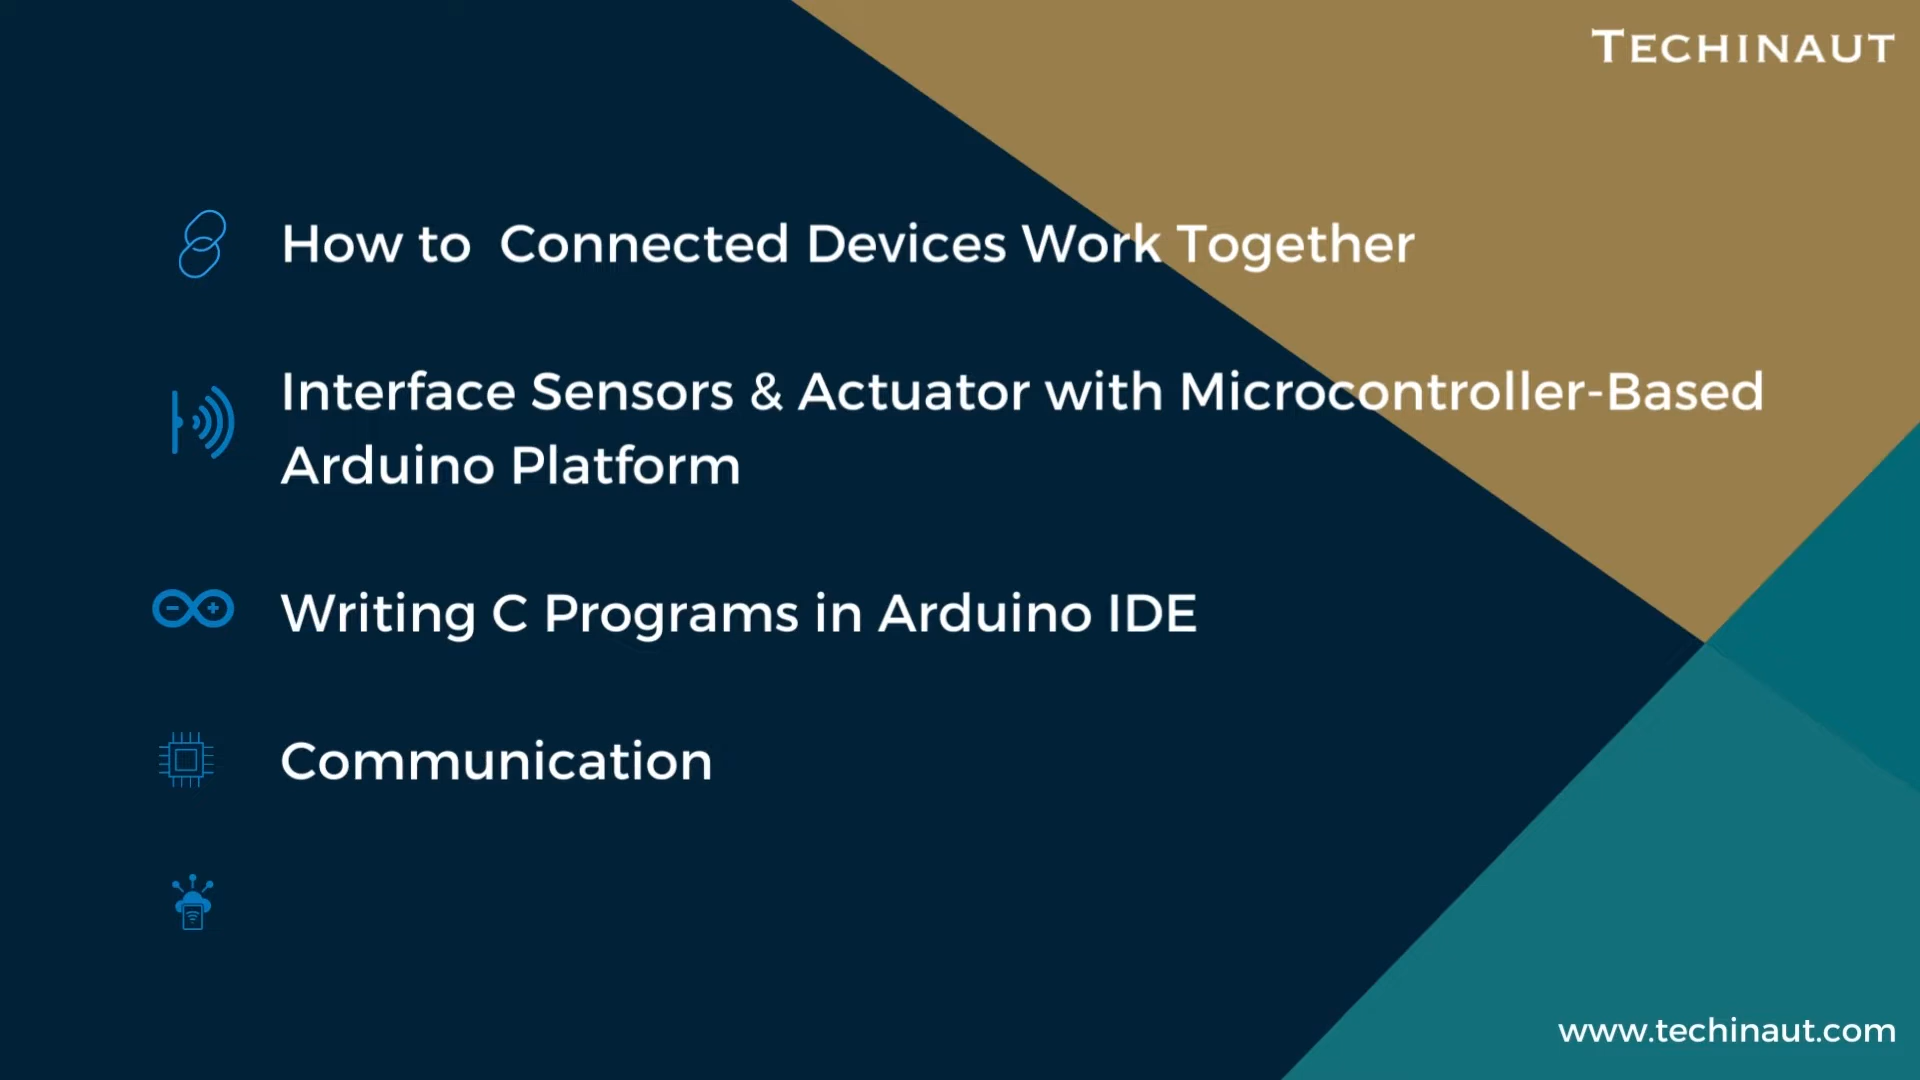 TECHINAUT
How to  Connected Devices Work Together
Interface Sensors & Actuator with Microcontroller-Based
Arduino Platform
Writing C Programs in Arduino IDE
Communication
www.techinaut.com